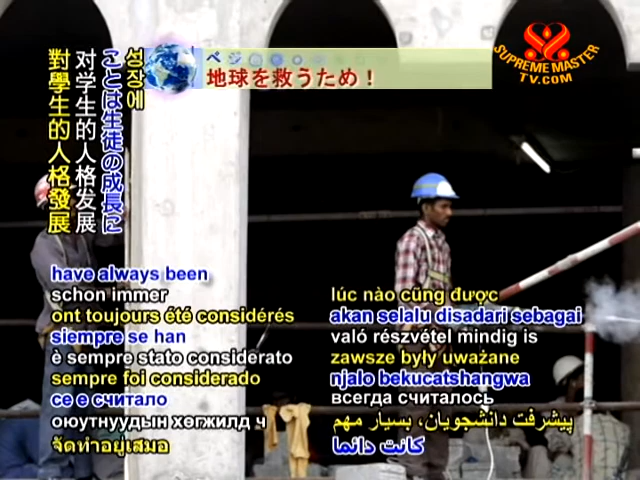 SUPREME MASTER
TV.COM
地球を救うため！
성장에
ことは生徒の成長に
对学生的人格发展
對學生的人格發展
have always been
schon immer
ont toujours été considérés
siempre se han
è sempre stato considerato
sempre foi considerado
се е считало
оюутнуудын хөгжилд ч
จัดทำอยู่เสมอ
lúc nào cũng được
akan selalu disadari sebagai
való részvétel mindig is
zawsze były uważane
njalo bekucatshangwa
всегда считалось
پیشرفت دانشجویان، بسیار مهم
كانت دائما